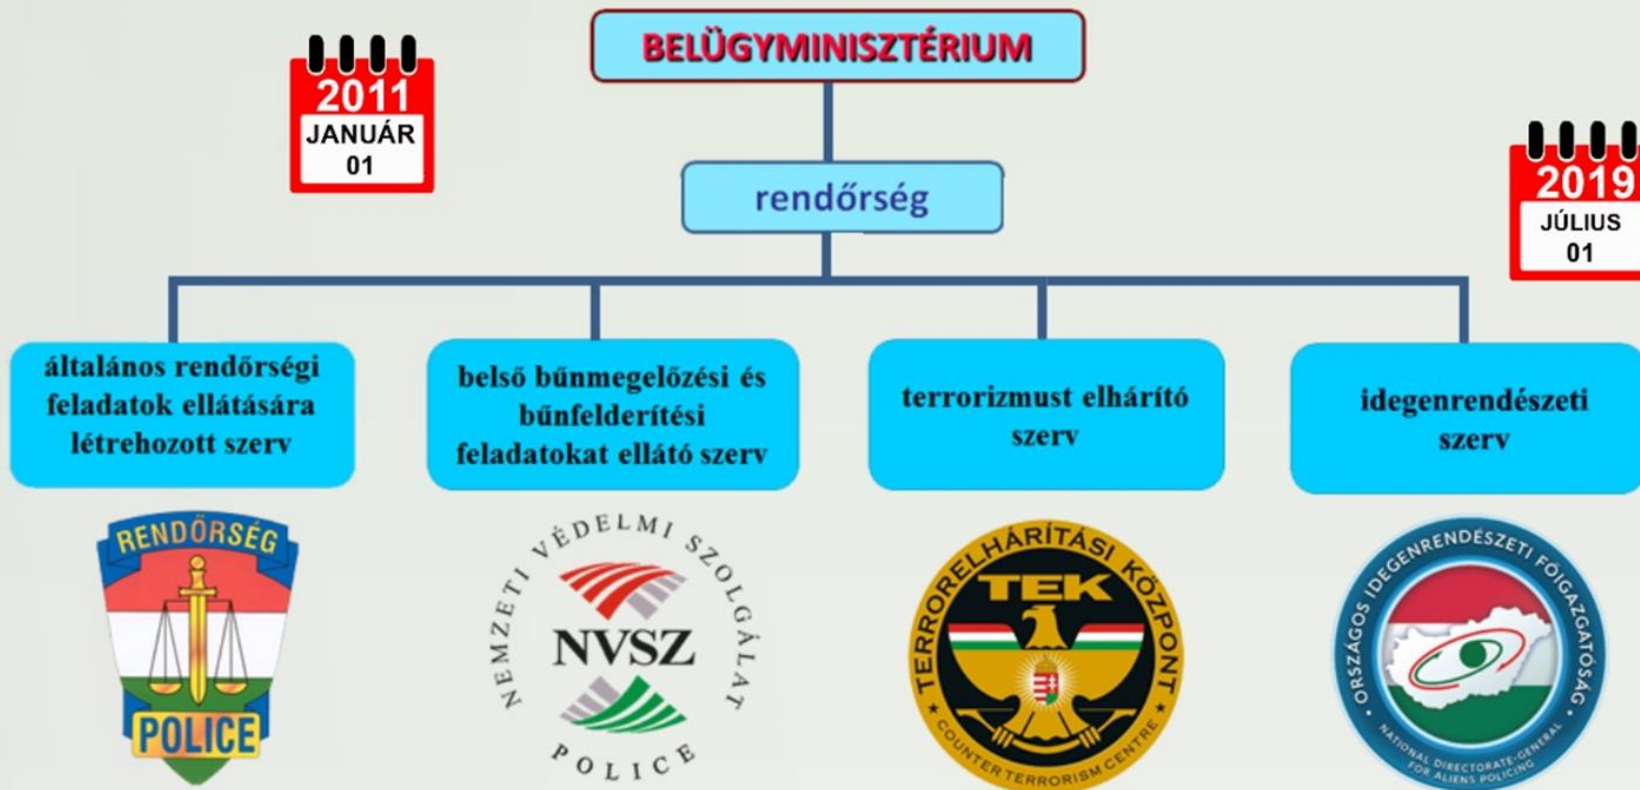 BELÜGYMINISZTÉRIUM
2011
JANUÁR
01
rendőrség
2019
JÚLIUS
01
általános rendőrségi
feladatok ellátására
létrehozott szerv
belső bűnmegelőzési és
bűnfelderítési
feladatokat ellátó szerv
terrorizmust elhárító
szerv
idegenrendészeti
szerv
RENDŐRSÉG
POLICE
NEMZETI VÉDELMI SZOLGÁLAT
NVSZ
POLICE
TERRORELHÁRÍTÁSI KÖZPONT
TEK
COUNTER TERRORISM CENTRE
ORSZÁGOS IDEGENRENDÉSZETI FŐIGAZGATÓSÁG
NATIONAL DIRECTORATE-GENERAL
FOR ALIENS POLICING